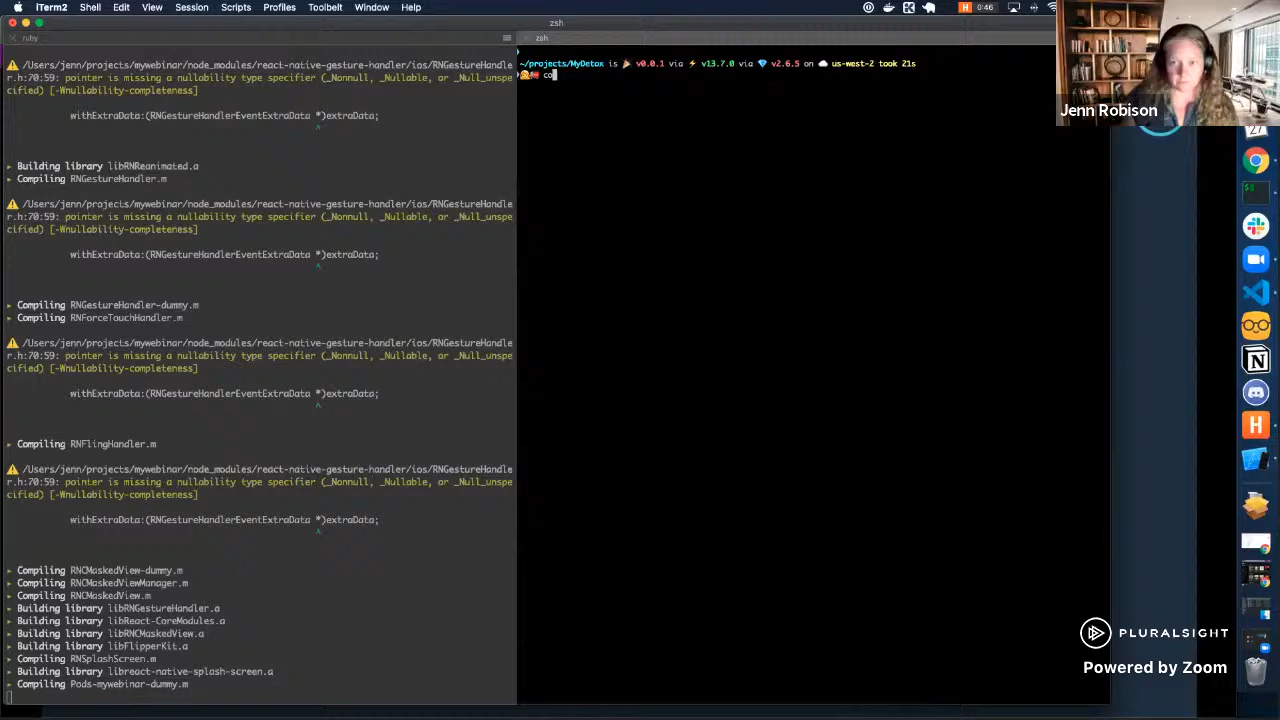 iTerm2 Shell Edit View Session Scripts Profiles Toolbelt Window Help
H 0:46
zsh
ruby
zsh
/Users/jenn/projects/mywebinar/node_modules/react-native-gesture-handler/ios/RNGestureHandle
r.h:70:59: pointer is missing a nullability type specifier (_Nonnull, _Nullable, or _Null_unspe
cified) [-Wnullability-completeness]
withExtraData:(RNGestureHandlerEventExtraData *)extraData;
^
▸ Building library libRNReanimated.a
▸ Compiling RNGestureHandler.m
/Users/jenn/projects/mywebinar/node_modules/react-native-gesture-handler/ios/RNGestureHandle
r.h:70:59: pointer is missing a nullability type specifier (_Nonnull, _Nullable, or _Null_unspe
cified) [-Wnullability-completeness]
withExtraData:(RNGestureHandlerEventExtraData *)extraData;
^
▸ Compiling RNGestureHandler-dummy.m
▸ Compiling RNForceTouchHandler.m
/Users/jenn/projects/mywebinar/node_modules/react-native-gesture-handler/ios/RNGestureHandle
r.h:70:59: pointer is missing a nullability type specifier (_Nonnull, _Nullable, or _Null_unspe
cified) [-Wnullability-completeness]
withExtraData:(RNGestureHandlerEventExtraData *)extraData;
^
▸ Compiling RNFlingHandler.m
/Users/jenn/projects/mywebinar/node_modules/react-native-gesture-handler/ios/RNGestureHandle
r.h:70:59: pointer is missing a nullability type specifier (_Nonnull, _Nullable, or _Null_unspe
cified) [-Wnullability-completeness]
withExtraData:(RNGestureHandlerEventExtraData *)extraData;
^
▸ Compiling RNCMaskedView-dummy.m
▸ Compiling RNCMaskedViewManager.m
▸ Compiling RNCMaskedView.m
▸ Building library libRNGestureHandler.a
▸ Building library libReact-CoreModules.a
▸ Building library libRNCMaskedView.a
▸ Building library libFlipperKit.a
▸ Compiling RNSplashScreen.m
▸ Building library libreact-native-splash-screen.a
▸ Compiling Pods-mywebinar-dummy.m
~/projects/MyDetox is v0.0.1 via v13.7.0 via v2.6.5 on us-west-2 took 21s
co
Jenn Robison
27
H
PLURALSIGHT
Powered by Zoom